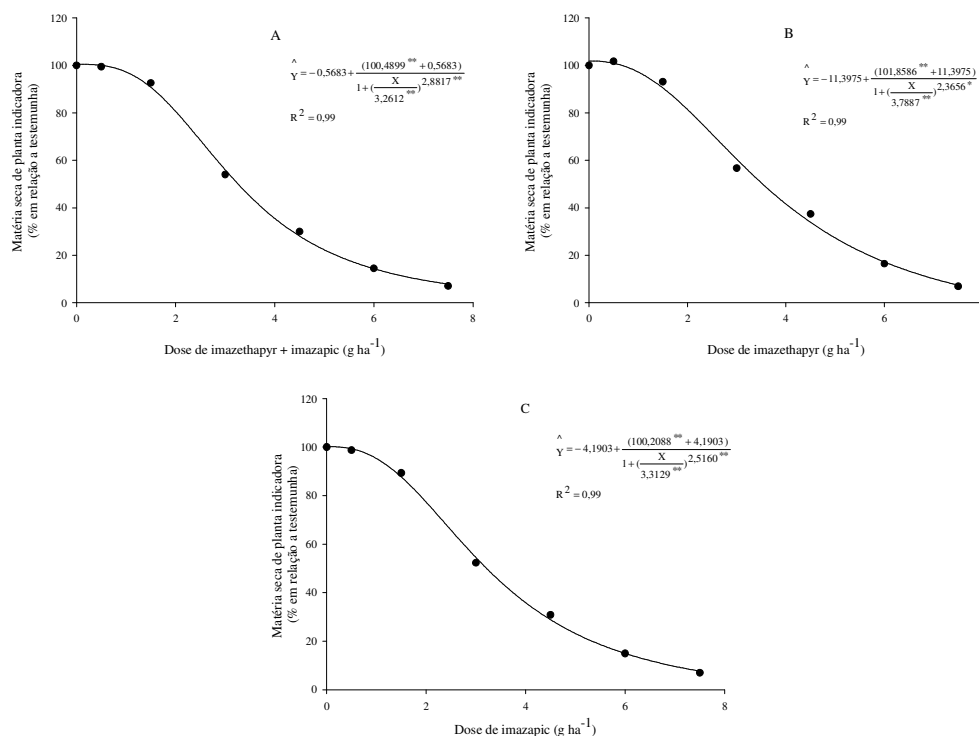 A
120
100
80
60
40
20
0
0 2 4 6 8
Matéria seca de planta indicadora
(% em relação a testemunha)
Ŷ = −0,5683 + (100,4899** + 0,5683) / 1 + (X / 3,2612**)^2,8817**
R² = 0,99
Dose de imazethapyr + imazapic (g ha⁻¹)
B
120
100
80
60
40
20
0
0 2 4 6
Matéria seca de planta indicadora
(% em relação a testemunha)
Ŷ = −11,3975 + (101,8586** + 11,3975) / 1 + (X / 3,7887**)^2,3656*
R² = 0,99
Dose de imazethapyr (g ha⁻¹)
C
120
100
80
60
40
20
0
0 2 4 6 8
Matéria seca de planta indicadora
(% em relação a testemunha)
Ŷ = −4,1903 + (100,2088** + 4,1903) / 1 + (X / 3,3129**)^2,5160**
R² = 0,99
Dose de imazapic (g ha⁻¹)